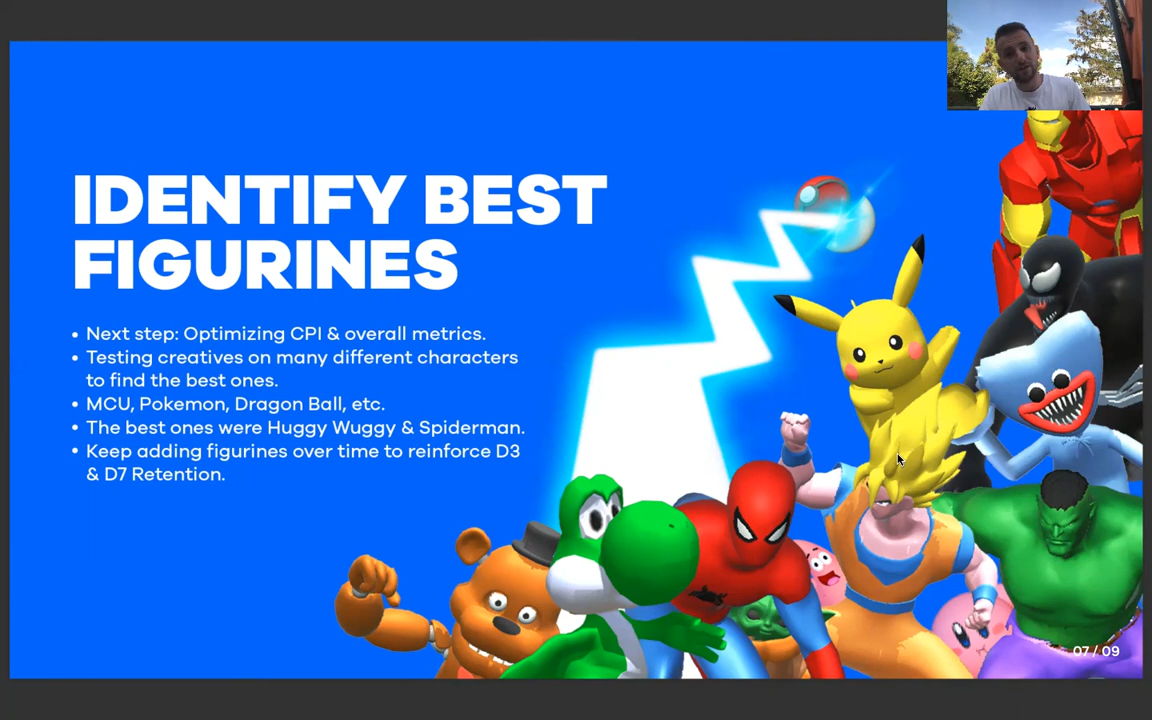 IDENTIFY BEST
FIGURINES
• Next step: Optimizing CPI & overall metrics.
• Testing creatives on many different characters
to find the best ones.
• MCU, Pokemon, Dragon Ball, etc.
• The best ones were Huggy Wuggy & Spiderman.
• Keep adding figurines over time to reinforce D3
& D7 Retention.
07 / 09